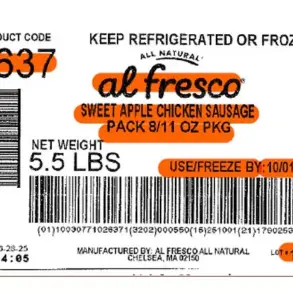 UCT CODE
KEEP REFRIGERATED OR FROZ
637
ALL NATURAL
al fresco
SWEET APPLE CHICKEN SAUSAGE
PACK 8/11 OZ PKG
NET WEIGHT
5.5 LBS
USE/FREEZE BY: 10/01
(01)10030771026371(3202)000550(15)251001(21)17902503
-28-25
4:05
MANUFACTURED BY: AL FRESCO ALL NATURAL
CHELSEA, MA 02150
LOT #